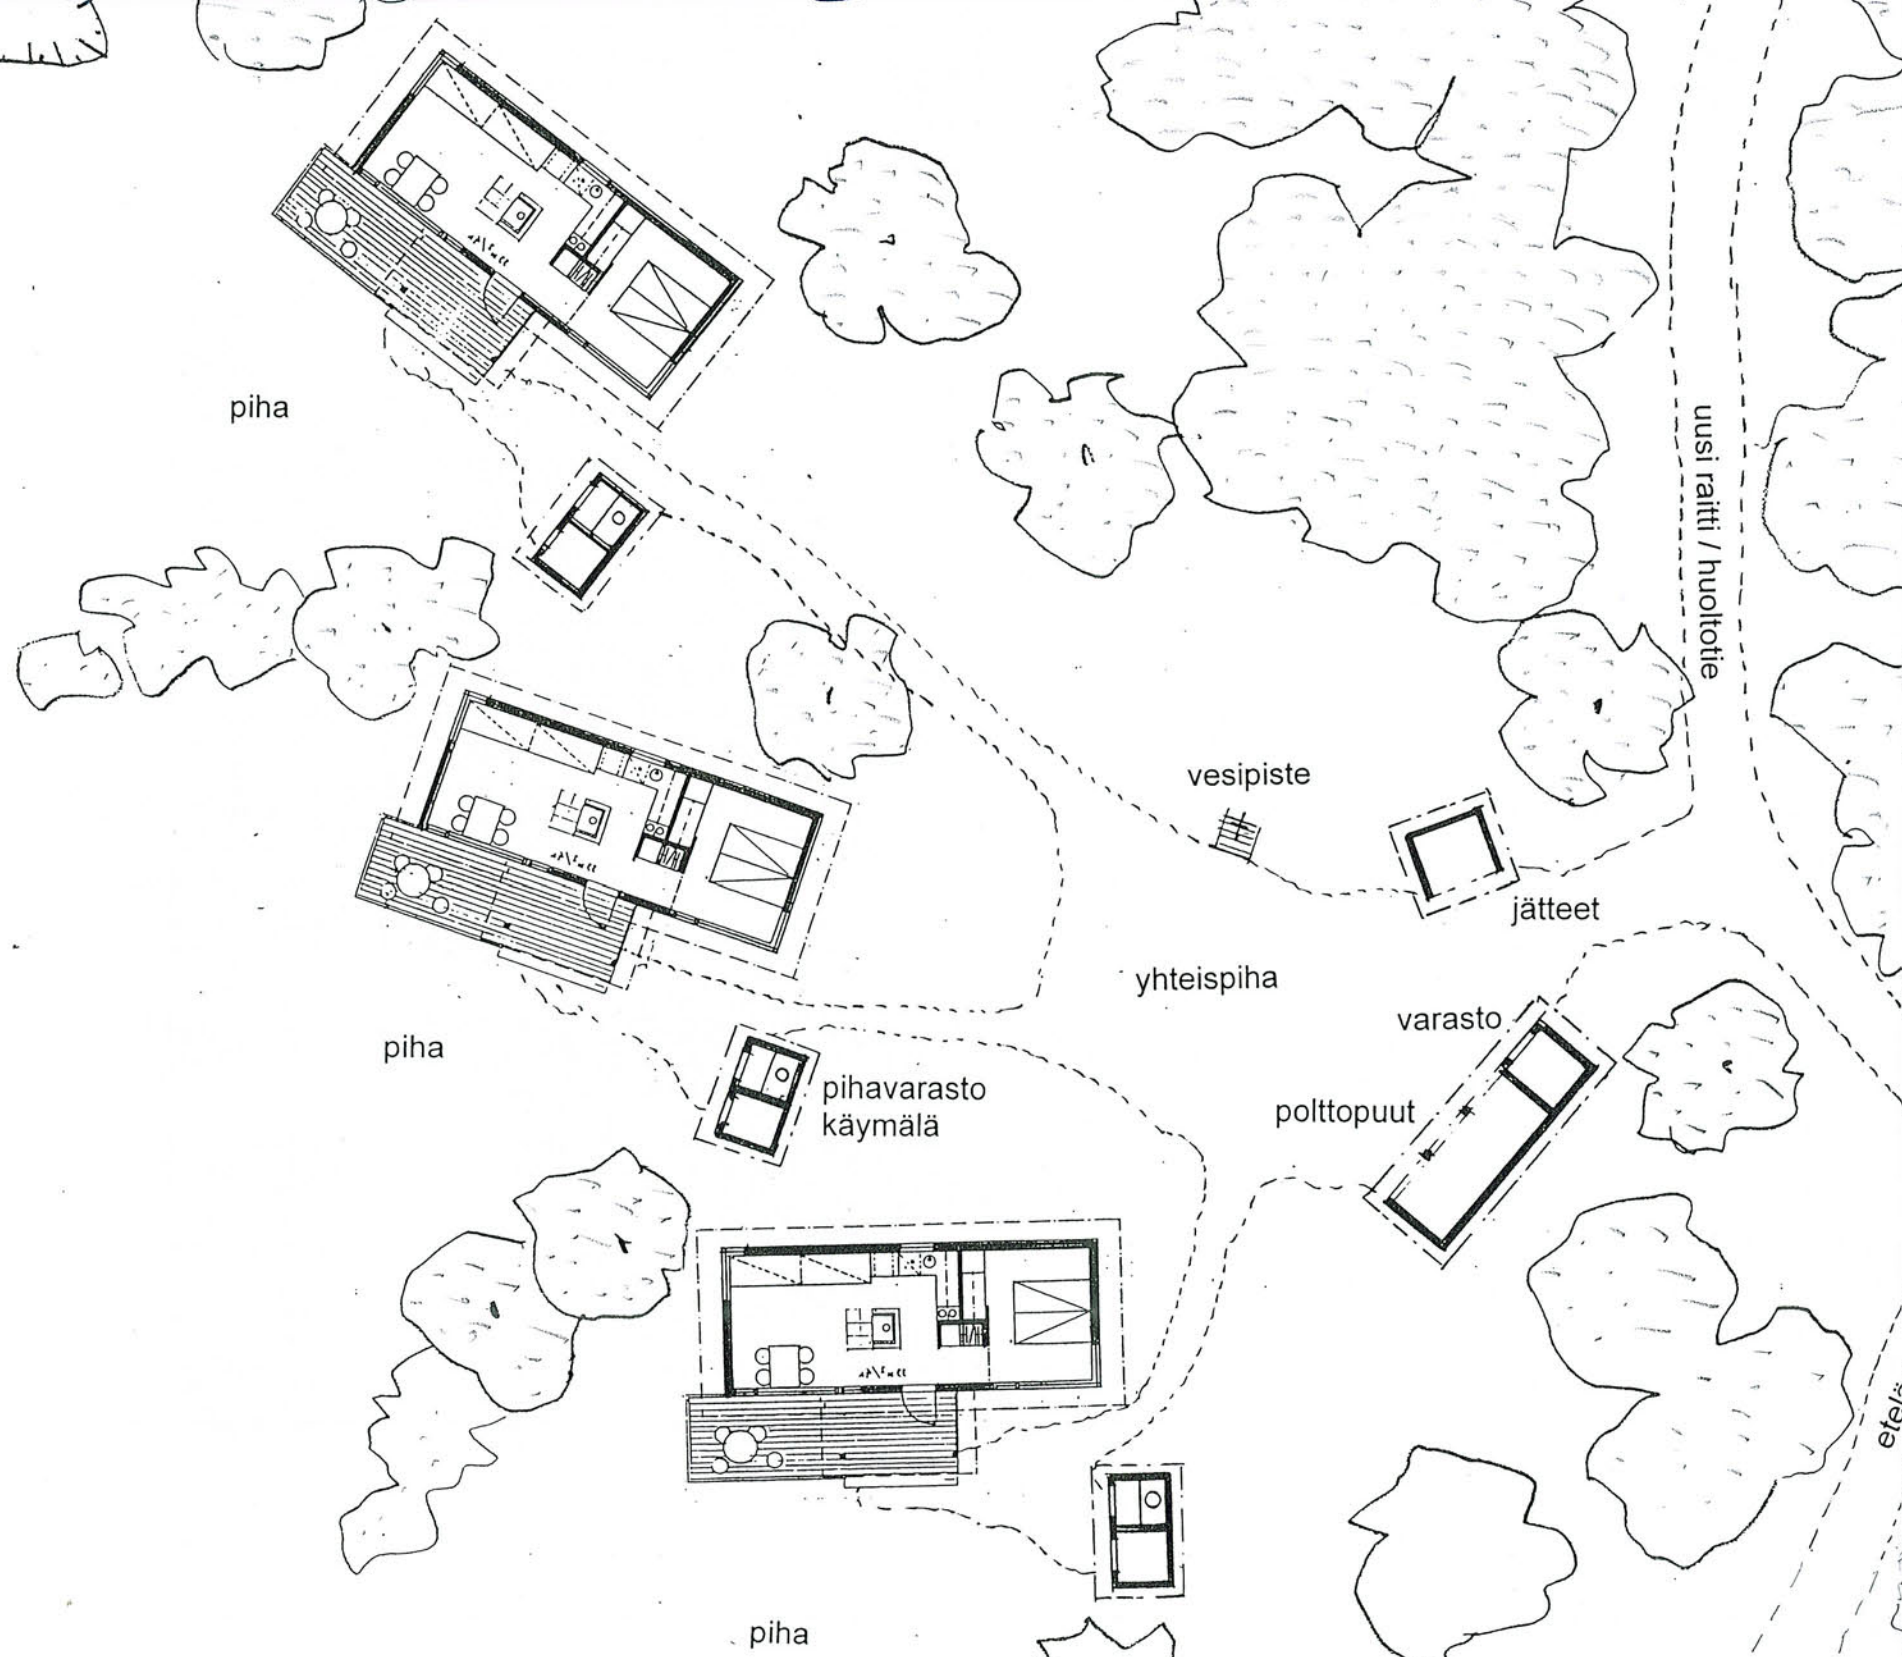 piha
uusi raitti / huoltotie
vesipiste
jätteet
yhteispiha
varasto
piha
pihavarasto
käymälä
polttopuut
piha